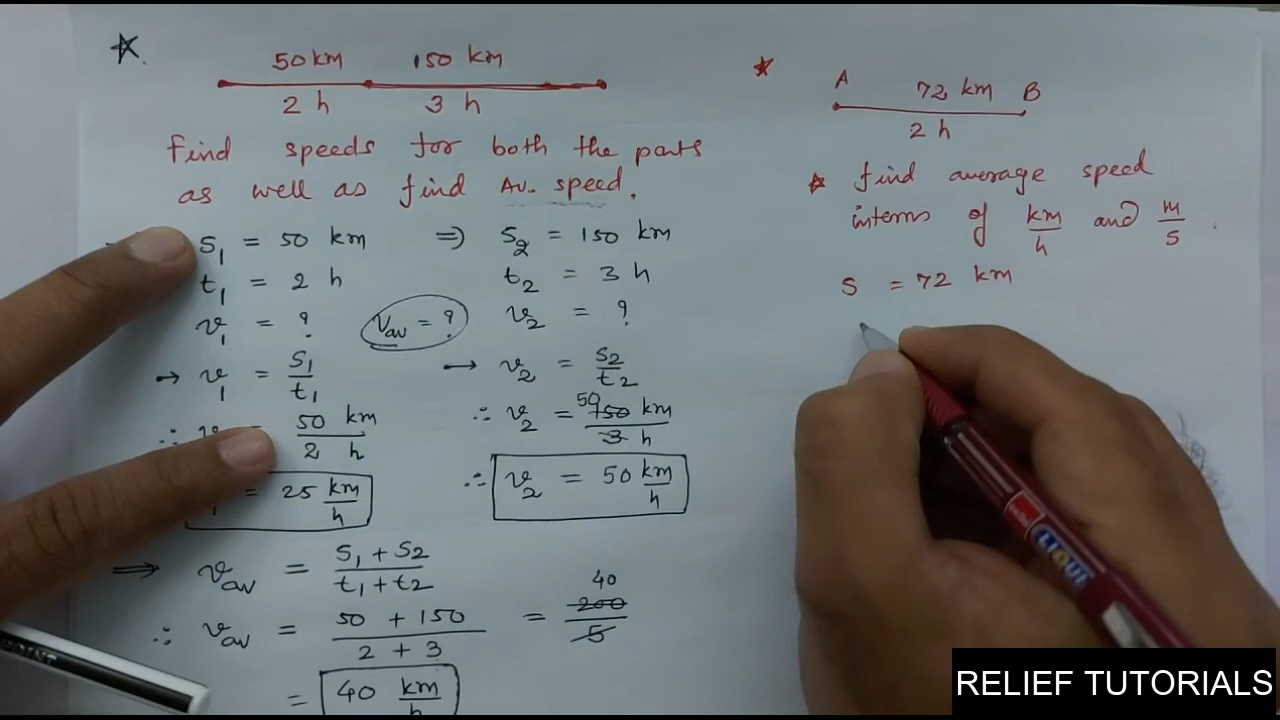 50 km 150 km
2 h 3 h
Find speeds for both the parts
as well as find Av. speed.
S₁ = 50 km ⇒ S₂ = 150 km
t₁ = 2 h t₂ = 3 h
v₁ = ? Vav = ? v₂ = ?
→ v₁ = S₁/t₁ → v₂ = S₂/t₂
∴ = 50 km / 2 h ∴ v₂ = 50 150 km / 3 h
= 25 km/h ∴ v₂ = 50 km/h
⇒ vav = S₁ + S₂ / t₁ + t₂
∴ vav = 50 + 150 / 2 + 3 = 40 200 / 5
= 40 km/h
A 72 km B
2 h
find average speed
interms of km/h and m/s.
S = 72 km
POINT
LIQUI
RELIEF TUTORIALS